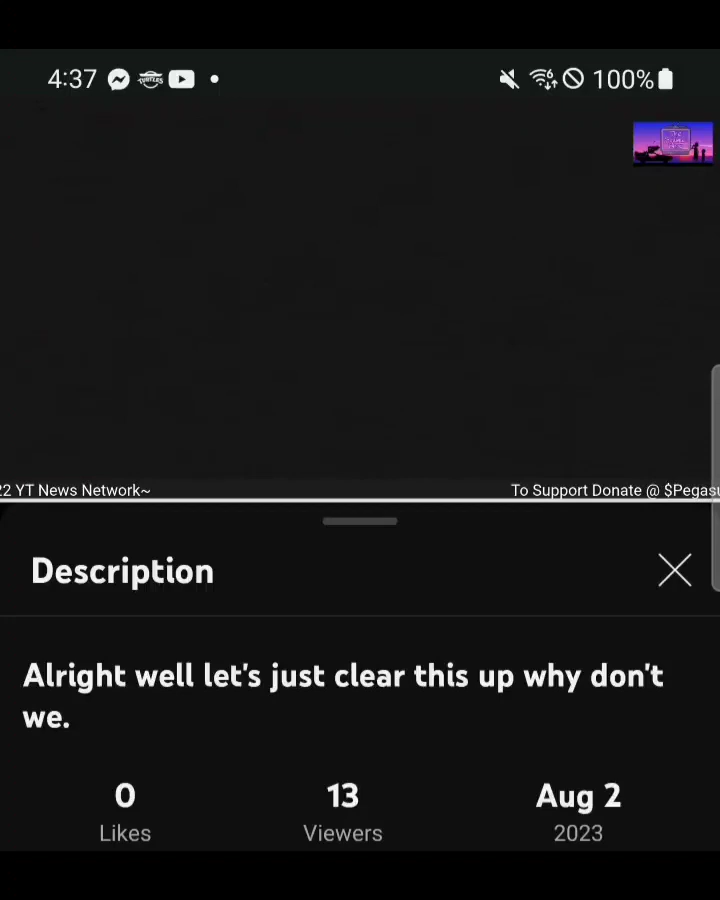 4:37 100%
22 YT News Network~ To Support Donate @ $Pegasu
Description
Alright well let's just clear this up why don't
we.
0 13 Aug 2
Likes Viewers 2023